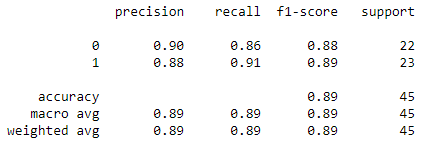 precision recall f1-score support
0 0.90 0.86 0.88 22
1 0.88 0.91 0.89 23
accuracy 0.89 45
macro avg 0.89 0.89 0.89 45
weighted avg 0.89 0.89 0.89 45